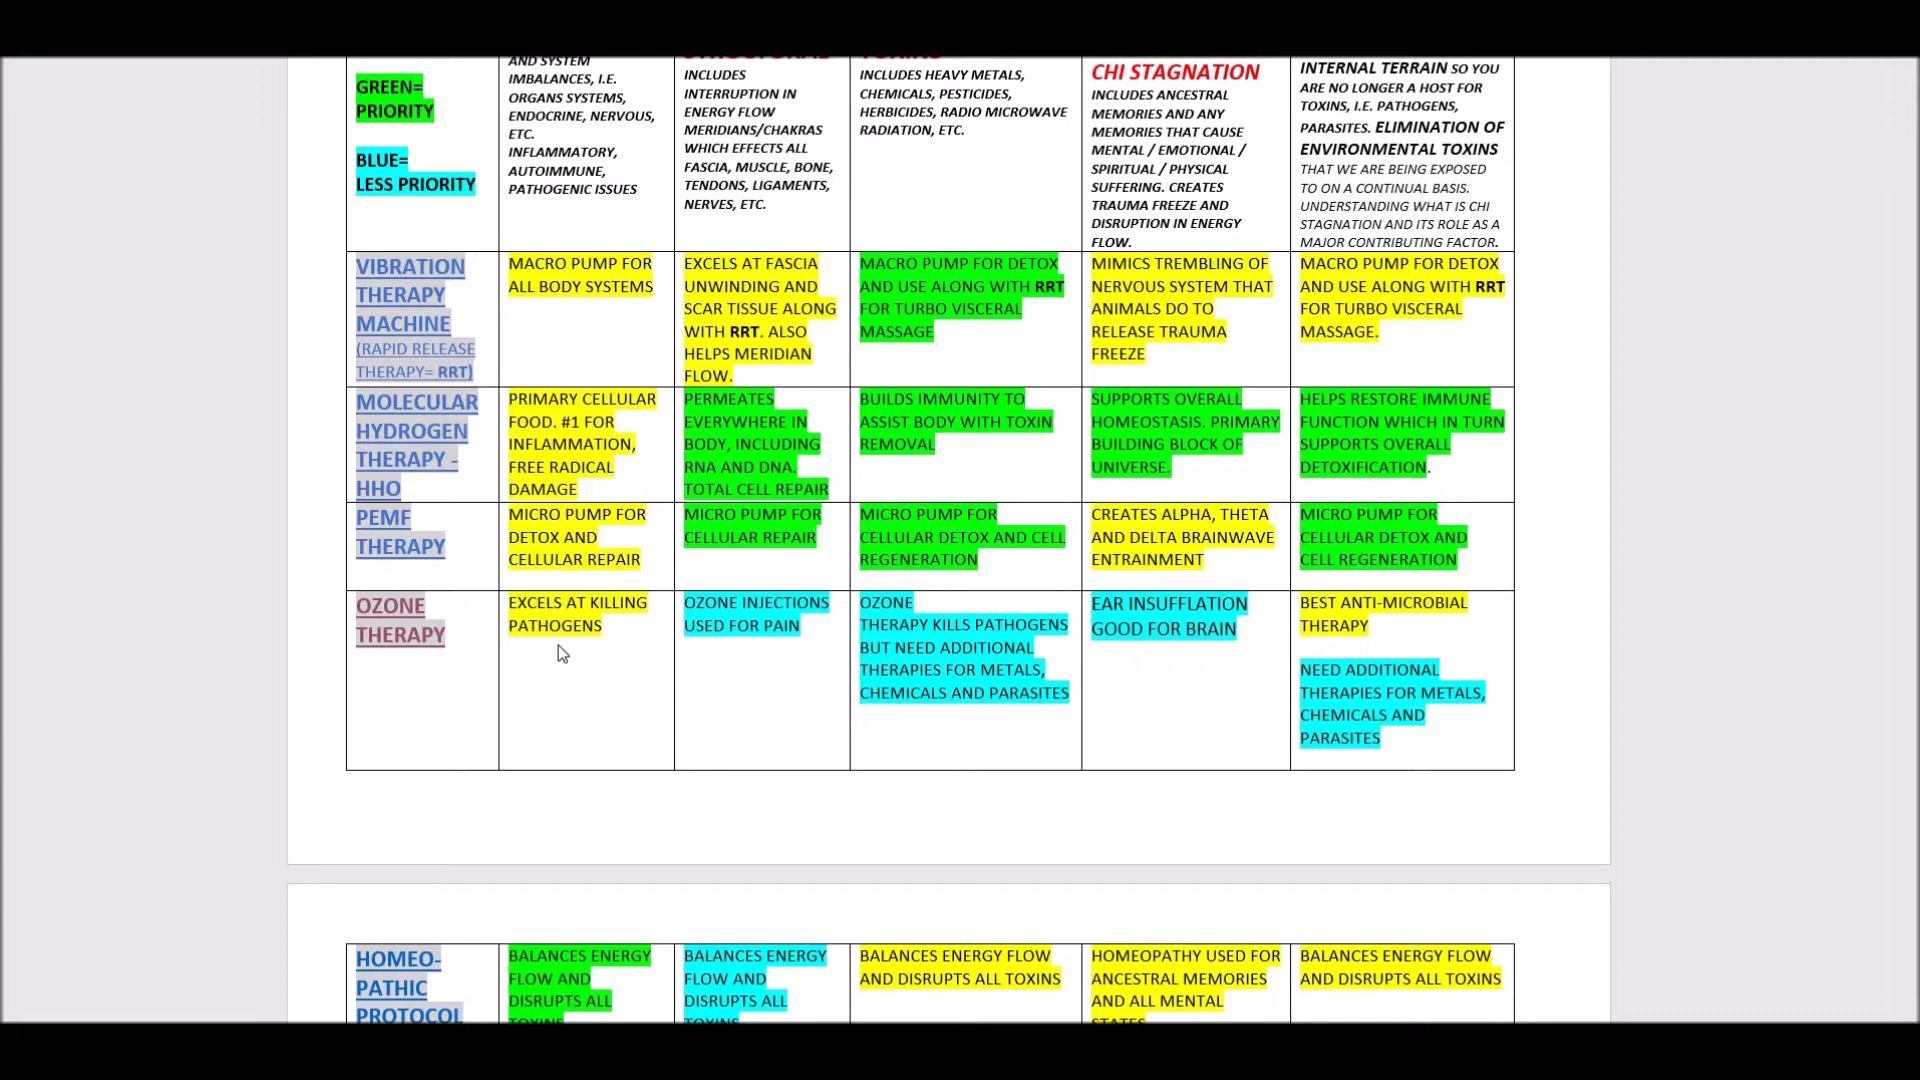 GREEN=
PRIORITY
BLUE=
LESS PRIORITY
AND SYSTEM
IMBALANCES, I.E.
ORGANS SYSTEMS,
ENDOCRINE, NERVOUS,
ETC.
INFLAMMATORY,
AUTOIMMUNE,
PATHOGENIC ISSUES
INCLUDES
INTERRUPTION IN
ENERGY FLOW
MERIDIANS/CHAKRAS
WHICH EFFECTS ALL
FASCIA, MUSCLE, BONE,
TENDONS, LIGAMENTS,
NERVES, ETC.
INCLUDES HEAVY METALS,
CHEMICALS, PESTICIDES,
HERBICIDES, RADIO MICROWAVE
RADIATION, ETC.
CHI STAGNATION
INCLUDES ANCESTRAL
MEMORIES AND ANY
MEMORIES THAT CAUSE
MENTAL / EMOTIONAL /
SPIRITUAL / PHYSICAL
SUFFERING. CREATES
TRAUMA FREEZE AND
DISRUPTION IN ENERGY
FLOW.
INTERNAL TERRAIN SO YOU
ARE NO LONGER A HOST FOR
TOXINS, I.E. PATHOGENS,
PARASITES. ELIMINATION OF
ENVIRONMENTAL TOXINS
THAT WE ARE BEING EXPOSED
TO ON A CONTINUAL BASIS.
UNDERSTANDING WHAT IS CHI
STAGNATION AND ITS ROLE AS A
MAJOR CONTRIBUTING FACTOR.
VIBRATION
THERAPY
MACHINE
(RAPID RELEASE
THERAPY= RRT)
MACRO PUMP FOR
ALL BODY SYSTEMS
EXCELS AT FASCIA
UNWINDING AND
SCAR TISSUE ALONG
WITH RRT. ALSO
HELPS MERIDIAN
FLOW.
MACRO PUMP FOR DETOX
AND USE ALONG WITH RRT
FOR TURBO VISCERAL
MASSAGE
MIMICS TREMBLING OF
NERVOUS SYSTEM THAT
ANIMALS DO TO
RELEASE TRAUMA
FREEZE
MACRO PUMP FOR DETOX
AND USE ALONG WITH RRT
FOR TURBO VISCERAL
MASSAGE.
MOLECULAR
HYDROGEN
THERAPY -
HHO
PRIMARY CELLULAR
FOOD. #1 FOR
INFLAMMATION,
FREE RADICAL
DAMAGE
PERMEATES
EVERYWHERE IN
BODY, INCLUDING
RNA AND DNA.
TOTAL CELL REPAIR
BUILDS IMMUNITY TO
ASSIST BODY WITH TOXIN
REMOVAL
SUPPORTS OVERALL
HOMEOSTASIS. PRIMARY
BUILDING BLOCK OF
UNIVERSE.
HELPS RESTORE IMMUNE
FUNCTION WHICH IN TURN
SUPPORTS OVERALL
DETOXIFICATION.
PEMF
THERAPY
MICRO PUMP FOR
DETOX AND
CELLULAR REPAIR
MICRO PUMP FOR
CELLULAR REPAIR
MICRO PUMP FOR
CELLULAR DETOX AND CELL
REGENERATION
CREATES ALPHA, THETA
AND DELTA BRAINWAVE
ENTRAINMENT
MICRO PUMP FOR
CELLULAR DETOX AND
CELL REGENERATION
OZONE
THERAPY
EXCELS AT KILLING
PATHOGENS
OZONE INJECTIONS
USED FOR PAIN
OZONE
THERAPY KILLS PATHOGENS
BUT NEED ADDITIONAL
THERAPIES FOR METALS,
CHEMICALS AND PARASITES
EAR INSUFFLATION
GOOD FOR BRAIN
BEST ANTI-MICROBIAL
THERAPY
NEED ADDITIONAL
THERAPIES FOR METALS,
CHEMICALS AND
PARASITES
HOMEO-
PATHIC
PROTOCOL
BALANCES ENERGY
FLOW AND
DISRUPTS ALL
TOXINS
BALANCES ENERGY
FLOW AND
DISRUPTS ALL
TOXINS
BALANCES ENERGY FLOW
AND DISRUPTS ALL TOXINS
HOMEOPATHY USED FOR
ANCESTRAL MEMORIES
AND ALL MENTAL
STATES
BALANCES ENERGY FLOW
AND DISRUPTS ALL TOXINS